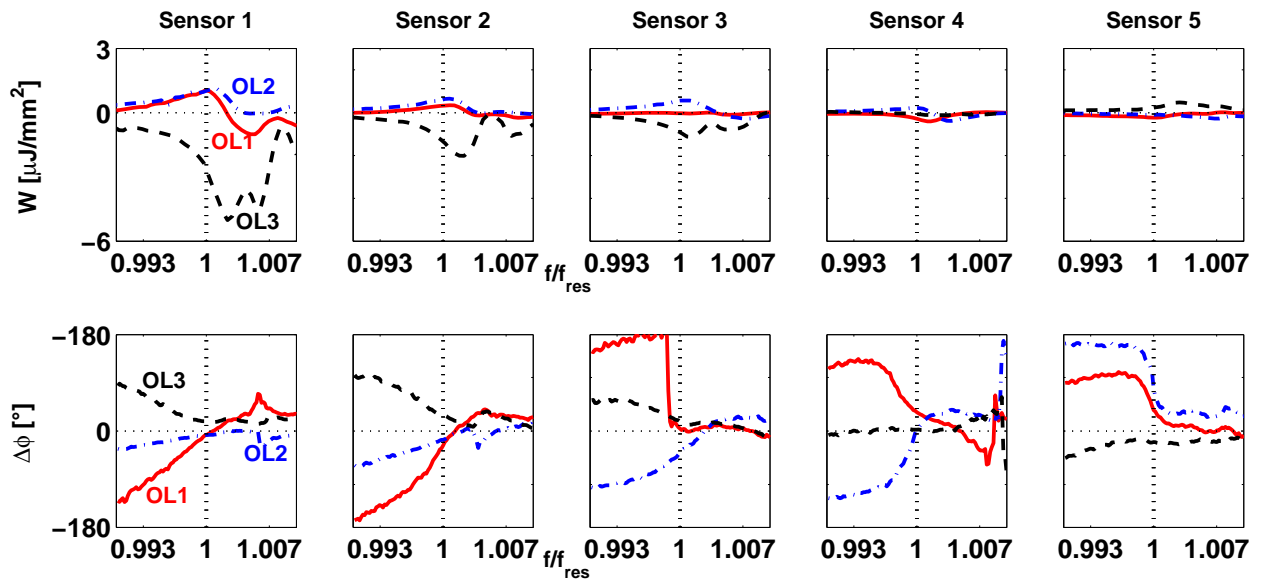 Sensor 1 Sensor 2 Sensor 3 Sensor 4 Sensor 5
W [μJ/mm²]
3
0
−6
OL2
OL1
OL3
0.993 1 1.007 0.993 1 1.007 0.993 1 1.007 0.993 1 1.007 0.993 1 1.007
f/f_res
Δϕ [°]
−180
0
−180
OL3
OL2
OL1
0.993 1 1.007 0.993 1 1.007 0.993 1 1.007 0.993 1 1.007 0.993 1 1.007
f/f_res